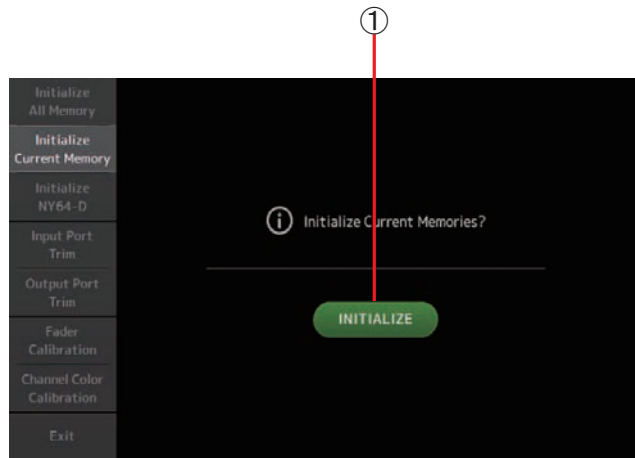 ①
Initialize
All Memory
Initialize
Current Memory
Initialize
NY64-D
Input Port
Trim
Output Port
Trim
Fader
Calibration
Channel Color
Calibration
Exit
Initialize Current Memories?
INITIALIZE